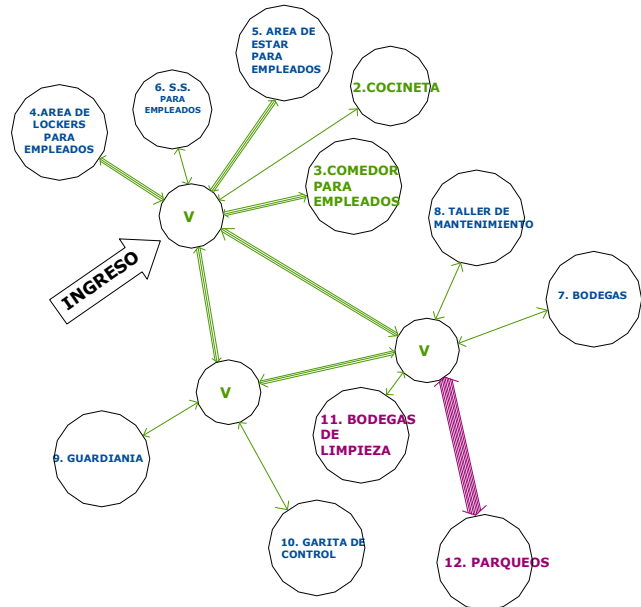 5. AREA DE
ESTAR
PARA
EMPLEADOS
6. S.S.
PARA
EMPLEADOS
2.COCINETA
4.AREA DE
LOCKERS
PARA
EMPLEADOS
3.COMEDOR
PARA
EMPLEADOS
V
8. TALLER DE
MANTENIMIENTO
INGRESO
7. BODEGAS
V
V
11. BODEGAS
DE
LIMPIEZA
9. GUARDIANIA
10. GARITA DE
CONTROL
12. PARQUEOS